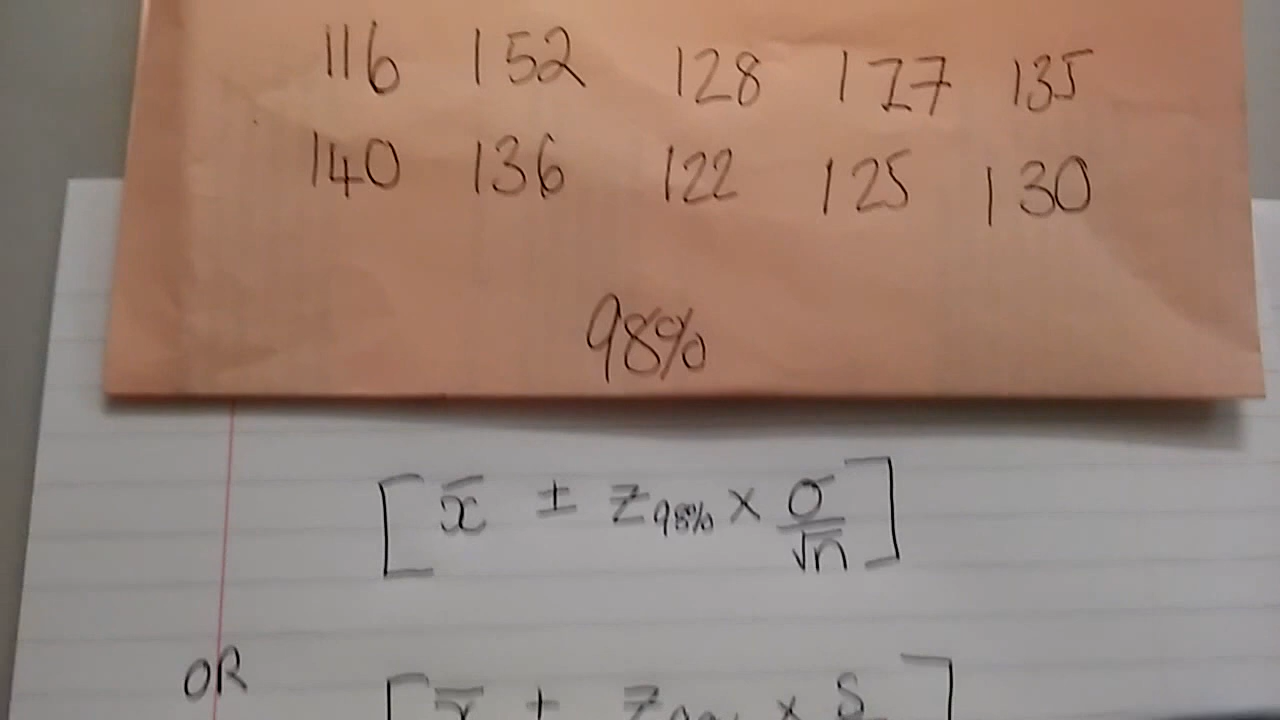 116 152 128 127 135
140 136 122 125 130
98%
[x̄ ± z98% × σ/√n]
OR
[x̄ ± z × s ]